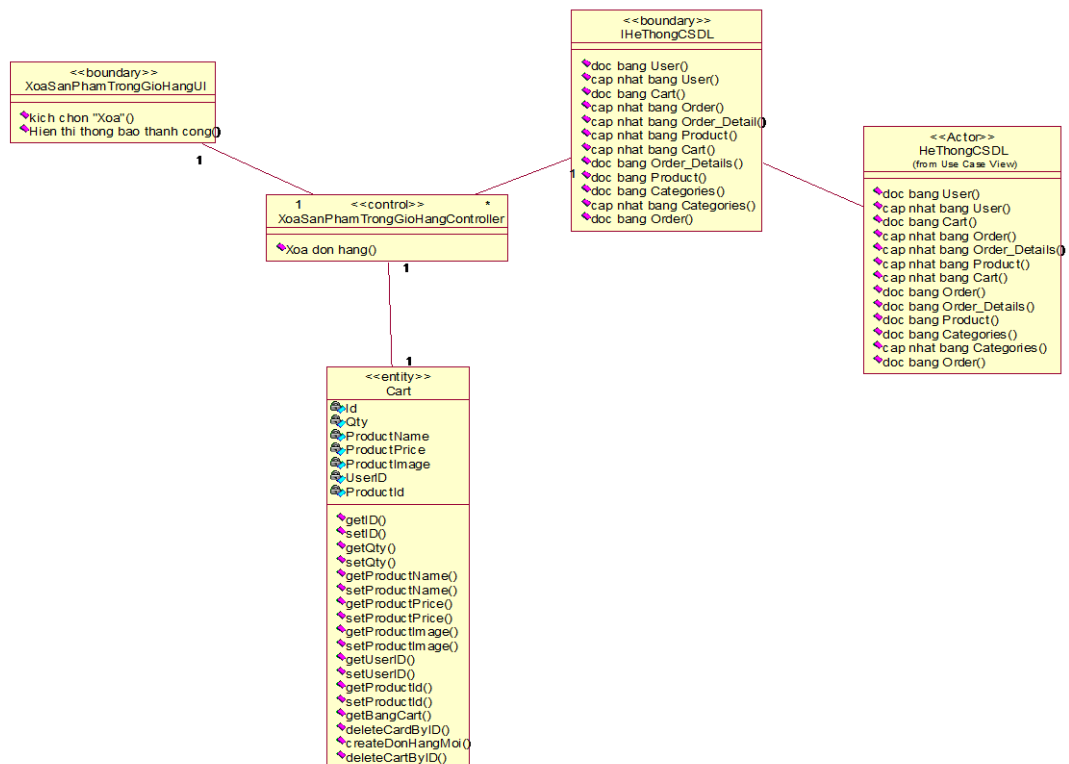 <<boundary>>
XoaSanPhamTrongGioHangUI
kich chon "Xoa"()
Hien thi thong bao thanh cong()
1
<<boundary>>
IHeThongCSDL
doc bang User()
cap nhat bang User()
doc bang Cart()
cap nhat bang Order()
cap nhat bang Order_Detail()
cap nhat bang Product()
cap nhat bang Cart()
doc bang Order_Details()
doc bang Product()
doc bang Categories()
cap nhat bang Categories()
doc bang Order()
1
<<Actor>>
HeThongCSDL
(from Use Case View)
doc bang User()
cap nhat bang User()
doc bang Cart()
cap nhat bang Order()
cap nhat bang Order_Details()
cap nhat bang Product()
cap nhat bang Cart()
doc bang Order()
doc bang Order_Details()
doc bang Product()
doc bang Categories()
cap nhat bang Categories()
doc bang Order()
1 <<control>> *
XoaSanPhamTrongGioHangController
Xoa don hang()
1
1
<<entity>>
Cart
Id
Qty
ProductName
ProductPrice
ProductImage
UserID
ProductId
getID()
setID()
getQty()
setQty()
getProductName()
setProductName()
getProductPrice()
setProductPrice()
getProductImage()
setProductImage()
getUserID()
setUserID()
getProductId()
setProductId()
getBangCart()
deleteCardByID()
createDonHangMoi()
deleteCartByID()